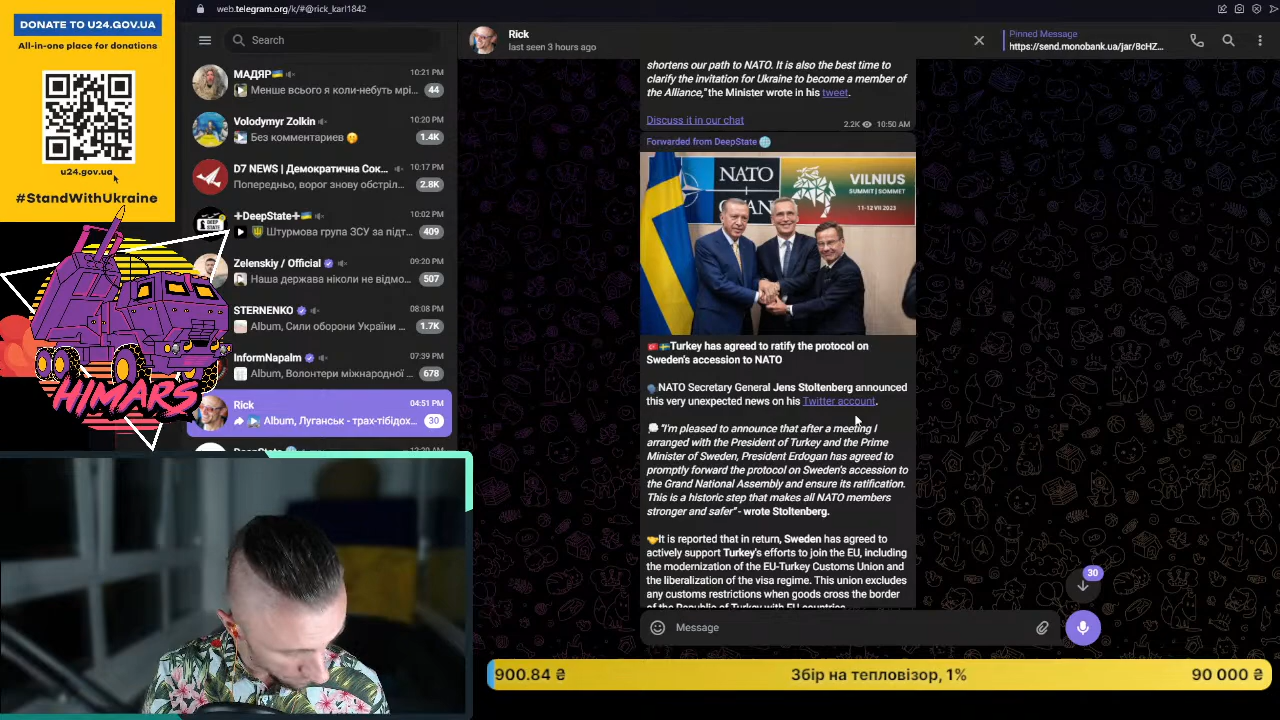 DONATE TO U24.GOV.UA
All-in-one place for donations
u24.gov.ua
#StandWithUkraine
HIMARS
web.telegram.org/k/#@rick_karl1842
Search
МАДЯР 10:21 PM
Менше всього я коли-небуть мрі... 44
Volodymyr Zolkin 10:20 PM
Без комментариев 1.4K
D7 NEWS | Демократична Сок... 10:17 PM
Попередньо, ворог знову обстріл... 2.8K
+DeepState+ 10:02 PM
Штурмова група ЗСУ за підт... 409
Zelenskiy / Official 09:20 PM
Наша держава ніколи не відмо... 507
STERNENKO 08:08 PM
Album, Сили оборони України ... 1.7K
InformNapalm 07:39 PM
Album, Волонтери міжнародної ... 678
Rick 04:51 PM
Album, Луганськ - трах-тібідох... 30
Rick
last seen 3 hours ago
Pinned Message
https://send.monobank.ua/jar/8cHZ...
shortens our path to NATO. It is also the best time to
clarify the invitation for Ukraine to become a member of
the Alliance," the Minister wrote in his tweet.
Discuss it in our chat
2.2K 10:50 AM
Forwarded from DeepState
NATO
VILNIUS
SUMMIT | SOMMET
11-12 VII 2023
Turkey has agreed to ratify the protocol on
Sweden's accession to NATO
NATO Secretary General Jens Stoltenberg announced
this very unexpected news on his Twitter account.
"I'm pleased to announce that after a meeting I
arranged with the President of Turkey and the Prime
Minister of Sweden, President Erdogan has agreed to
promptly forward the protocol on Sweden's accession to
the Grand National Assembly and ensure its ratification.
This is a historic step that makes all NATO members
stronger and safer" - wrote Stoltenberg.
It is reported that in return, Sweden has agreed to
actively support Turkey's efforts to join the EU, including
the modernization of the EU-Turkey Customs Union and
the liberalization of the visa regime. This union excludes
any customs restrictions when goods cross the border
of the Republic of Turkey with EU countries
30
Message
900.84 ₴ Збір на тепловізор, 1% 90 000 ₴